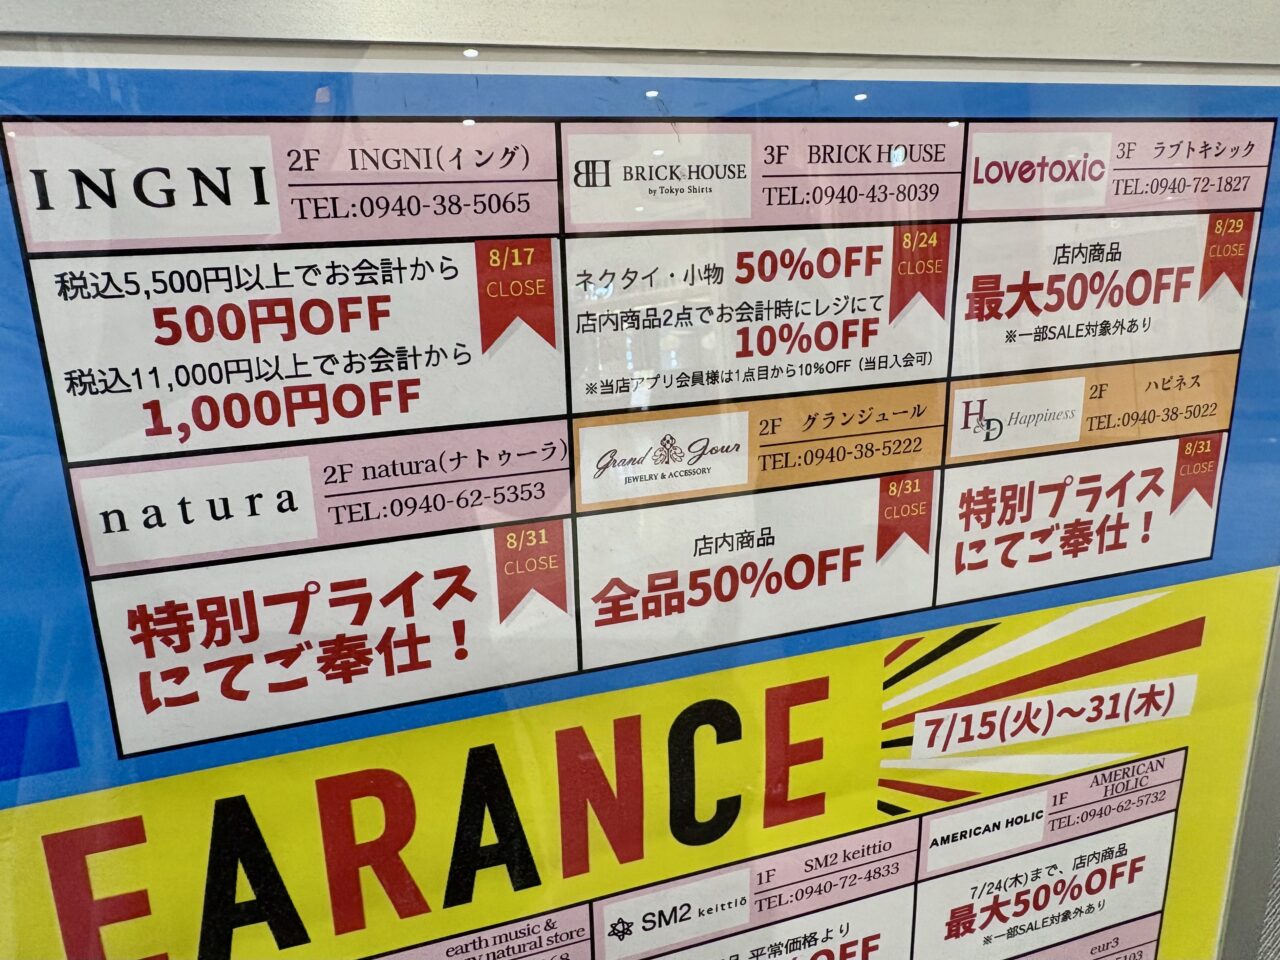 INGNI
2F INGNI(イング)
TEL:0940-38-5065
8/17
CLOSE
税込5,500円以上でお会計から
500円OFF
税込11,000円以上でお会計から
1,000円OFF
BH BRICK HOUSE
by Tokyo Shirts
3F BRICK HOUSE
TEL:0940-43-8039
8/24
CLOSE
ネクタイ・小物 50%OFF
店内商品2点でお会計時にレジにて
10%OFF
※当店アプリ会員様は1点目から10%OFF（当日入会可）
Lovetoxic
3F ラブトキシック
TEL:0940-72-1827
8/29
CLOSE
店内商品
最大50%OFF
※一部SALE対象外あり
natura
2F natura(ナトゥーラ)
TEL:0940-62-5353
8/31
CLOSE
特別プライス
にてご奉仕！
Grand Jour
JEWELRY & ACCESSORY
2F グランジュール
TEL:0940-38-5222
8/31
CLOSE
店内商品
全品50%OFF
H&D Happiness
2F ハピネス
TEL:0940-38-5022
8/31
CLOSE
特別プライス
にてご奉仕！
EARANCE
7/15(火)～31(木)
AMERICAN HOLIC
1F AMERICAN
HOLIC
TEL:0940-62-5732
7/24(木)まで、店内商品
最大50%OFF
※一部SALE対象外あり
SM2 keittio
1F SM2 keittio
TEL:0940-72-4833
平常価格より
OFF
earth music &
natural store
eur3
5103